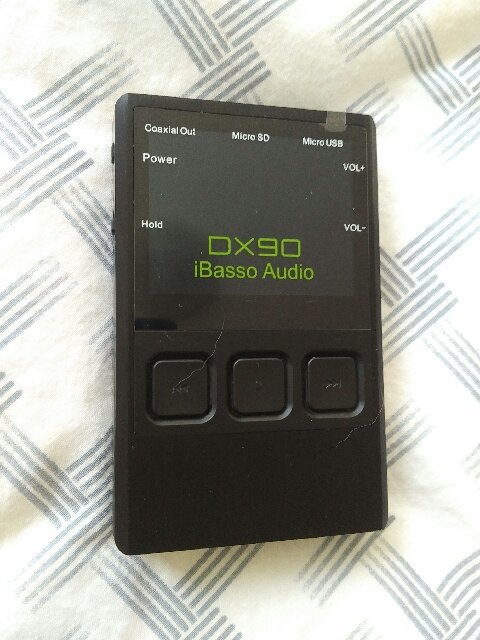 Coaxial Out Micro SD Micro USB
Power VOL+
Hold VOL-
DX90
iBasso Audio